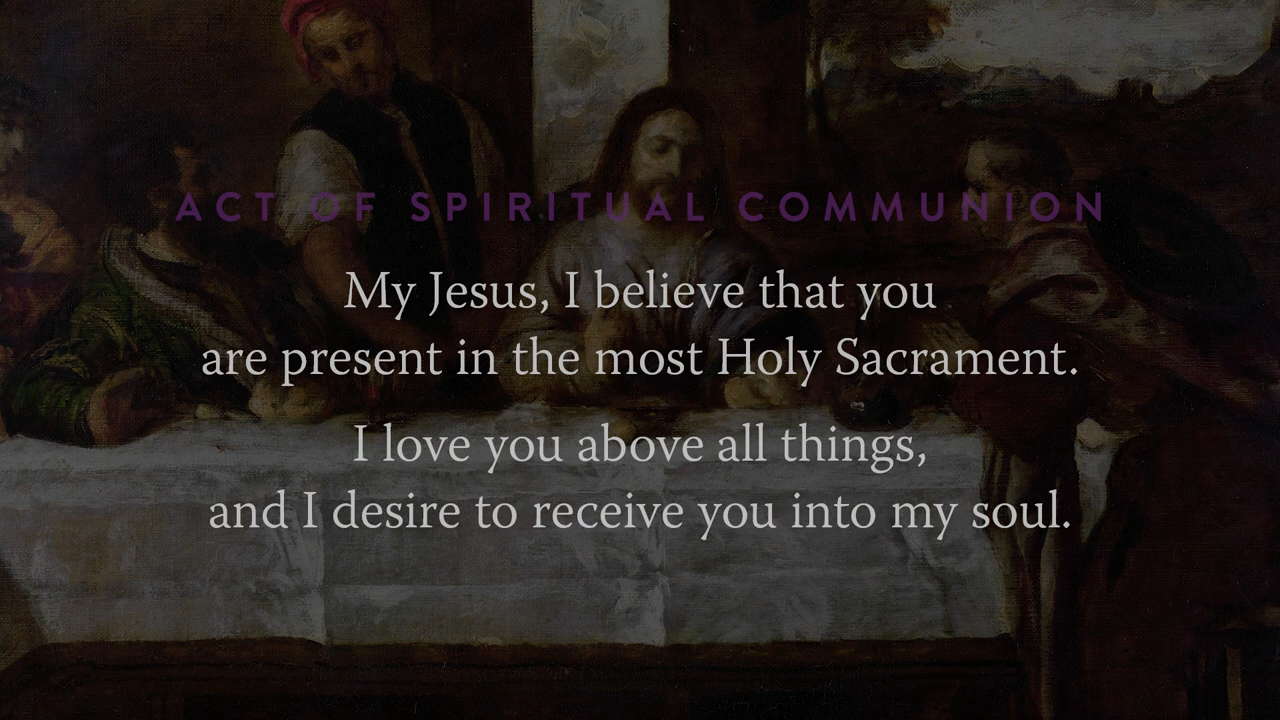 ACT OF SPIRITUAL COMMUNION
My Jesus, I believe that you
are present in the most Holy Sacrament.
I love you above all things,
and I desire to receive you into my soul.